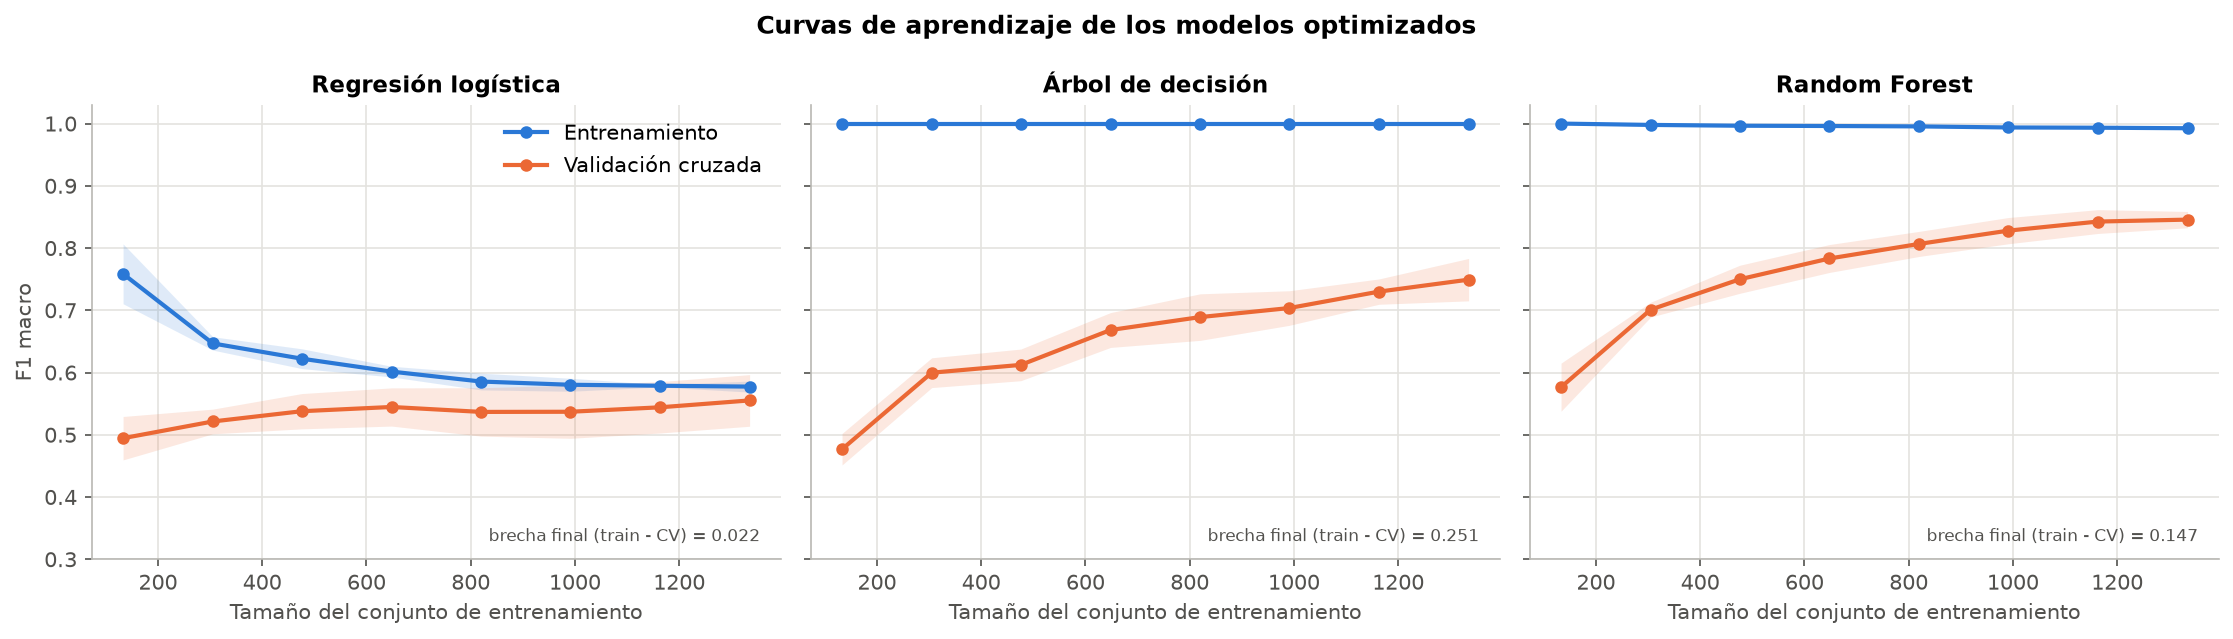 Curvas de aprendizaje de los modelos optimizados
Regresión logística
F1 macro
1.0
0.9
0.8
0.7
0.6
0.5
0.4
0.3
Entrenamiento
Validación cruzada
brecha final (train - CV) = 0.022
200 400 600 800 1000 1200
Tamaño del conjunto de entrenamiento
Árbol de decisión
brecha final (train - CV) = 0.251
200 400 600 800 1000 1200
Tamaño del conjunto de entrenamiento
Random Forest
brecha final (train - CV) = 0.147
200 400 600 800 1000 1200
Tamaño del conjunto de entrenamiento